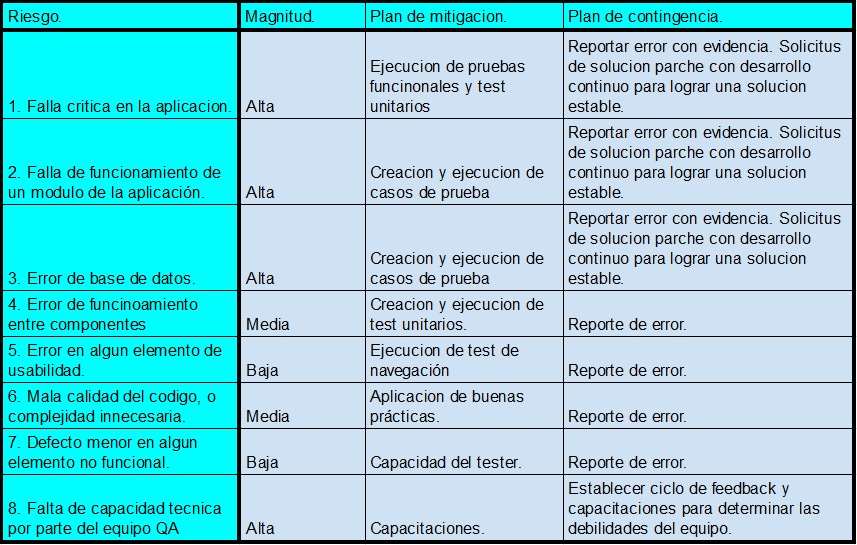 Riesgo.
Magnitud.
Plan de mitigacion.
Plan de contingencia.
1. Falla critica en la aplicacion.
Alta
Ejecucion de pruebas
funcinonales y test
unitarios
Reportar error con evidencia. Solicitus
de solucion parche con desarrollo
continuo para lograr una solucion
estable.
2. Falla de funcionamiento de
un modulo de la aplicación.
Alta
Creacion y ejecucion de
casos de prueba
Reportar error con evidencia. Solicitus
de solucion parche con desarrollo
continuo para lograr una solucion
estable.
3. Error de base de datos.
Alta
Creacion y ejecucion de
casos de prueba
Reportar error con evidencia. Solicitus
de solucion parche con desarrollo
continuo para lograr una solucion
estable.
4. Error de funcinoamiento
entre componentes
Media
Creacion y ejecucion de
test unitarios.
Reporte de error.
5. Error en algun elemento de
usabilidad.
Baja
Ejecucion de test de
navegación
Reporte de error.
6. Mala calidad del codigo, o
complejidad innecesaria.
Media
Aplicacion de buenas
prácticas.
Reporte de error.
7. Defecto menor en algun
elemento no funcional.
Baja
Capacidad del tester.
Reporte de error.
8. Falta de capacidad tecnica
por parte del equipo QA
Alta
Capacitaciones.
Establecer ciclo de feedback y
capacitaciones para determinar las
debilidades del equipo.